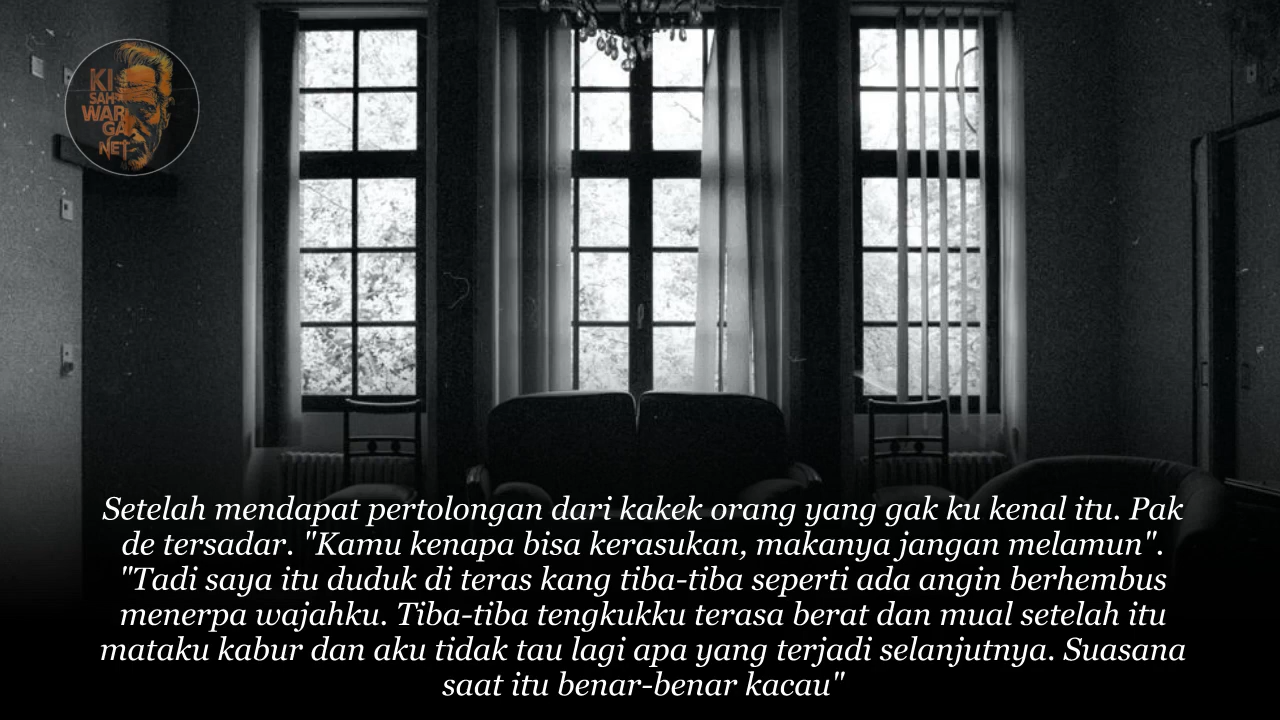 KI
SAH
WAR
GA
NET
Setelah mendapat pertolongan dari kakek orang yang gak ku kenal itu. Pak
de tersadar. "Kamu kenapa bisa kerasukan, makanya jangan melamun".
"Tadi saya itu duduk di teras kang tiba-tiba seperti ada angin berhembus
menerpa wajahku. Tiba-tiba tengkukku terasa berat dan mual setelah itu
mataku kabur dan aku tidak tau lagi apa yang terjadi selanjutnya. Suasana
saat itu benar-benar kacau"